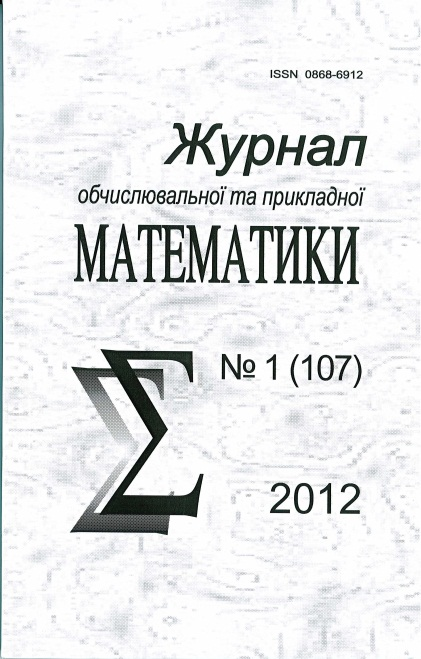 ISSN 0868-6912
Журнал
обчислювальної та прикладної
МАТЕМАТИКИ
Σ
№ 1 (107)
2012